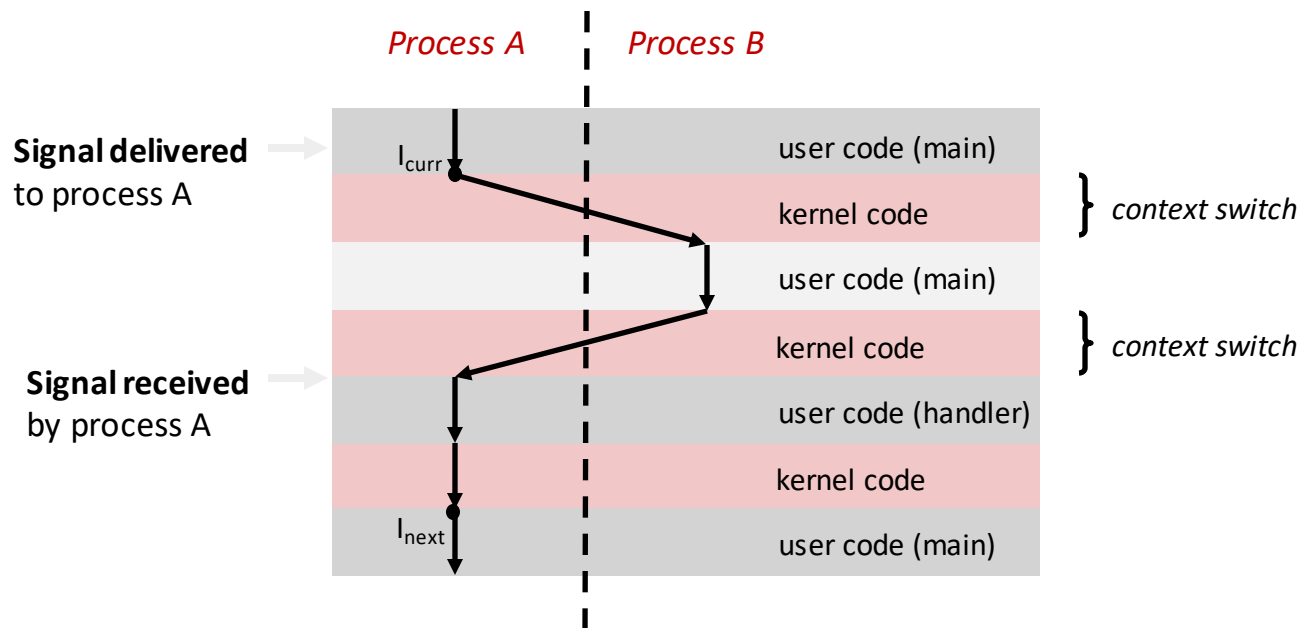 Process A
Process B
Signal delivered
to process A
I_curr
user code (main)
kernel code
context switch
user code (main)
kernel code
context switch
Signal received
by process A
user code (handler)
kernel code
I_next
user code (main)